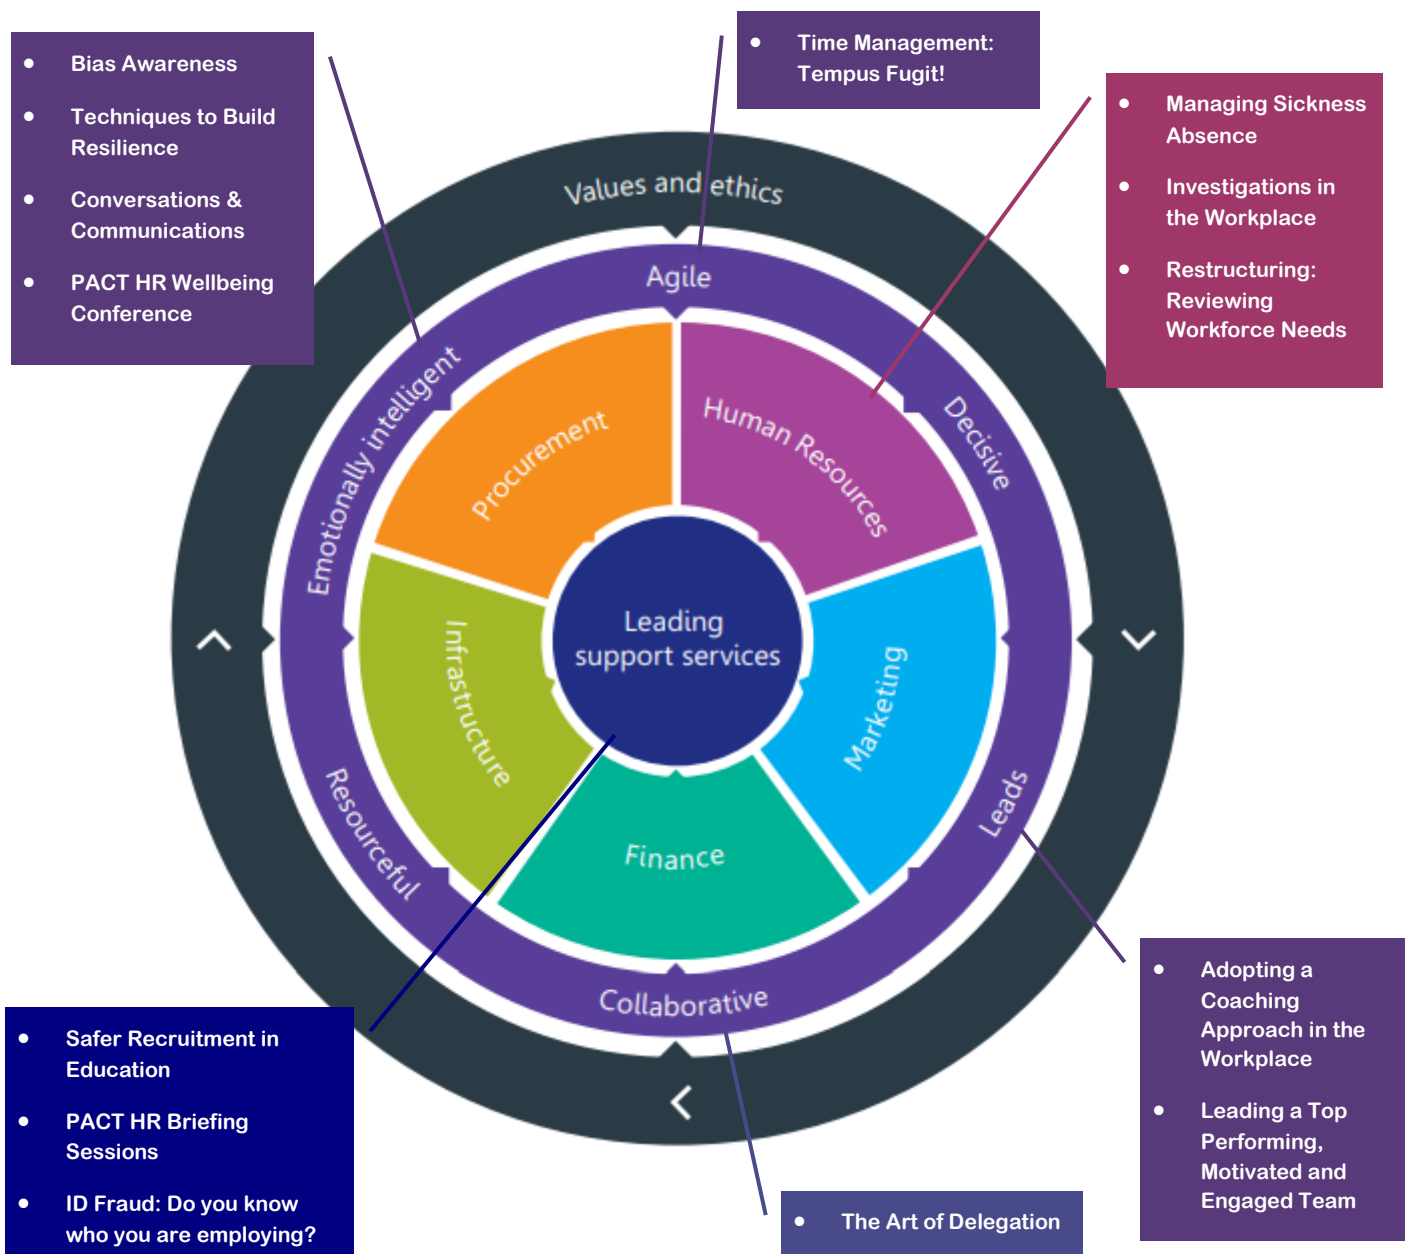 Bias Awareness
Techniques to Build
Resilience
Conversations &
Communications
PACT HR Wellbeing
Conference
Time Management:
Tempus Fugit!
Managing Sickness
Absence
Investigations in
the Workplace
Restructuring:
Reviewing
Workforce Needs
Values and ethics
Agile
Emotionally intelligent
Decisive
Procurement
Human Resources
Leading
support services
Infrastructure
Marketing
Resourceful
Leads
Finance
Collaborative
Adopting a
Coaching
Approach in the
Workplace
Leading a Top
Performing,
Motivated and
Engaged Team
Safer Recruitment in
Education
PACT HR Briefing
Sessions
ID Fraud: Do you know
who you are employing?
The Art of Delegation